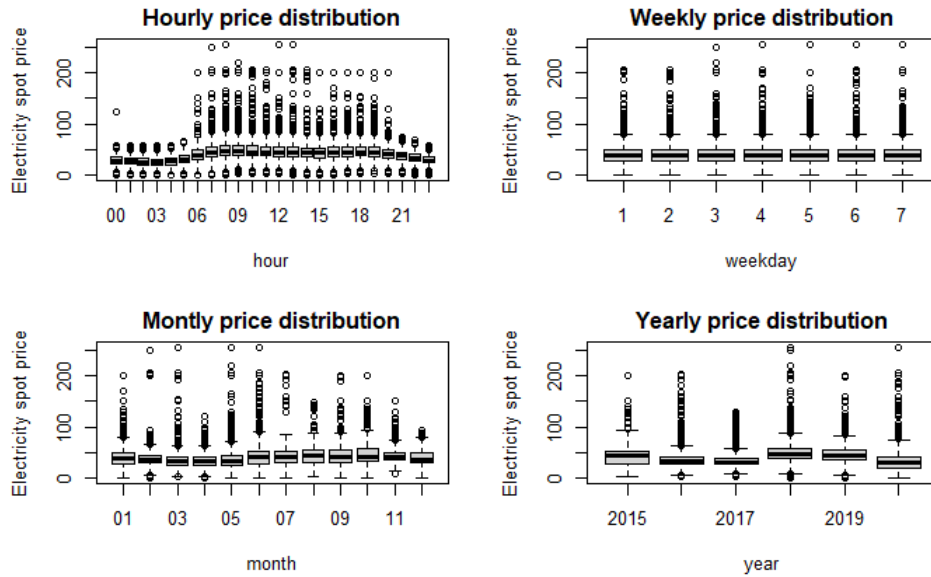 Hourly price distribution
Electricity spot price
0 100 200
00 03 06 09 12 15 18 21
hour
Weekly price distribution
Electricity spot price
0 100 200
1 2 3 4 5 6 7
weekday
Montly price distribution
Electricity spot price
0 100 200
01 03 05 07 09 11
month
Yearly price distribution
Electricity spot price
0 100 200
2015 2017 2019
year